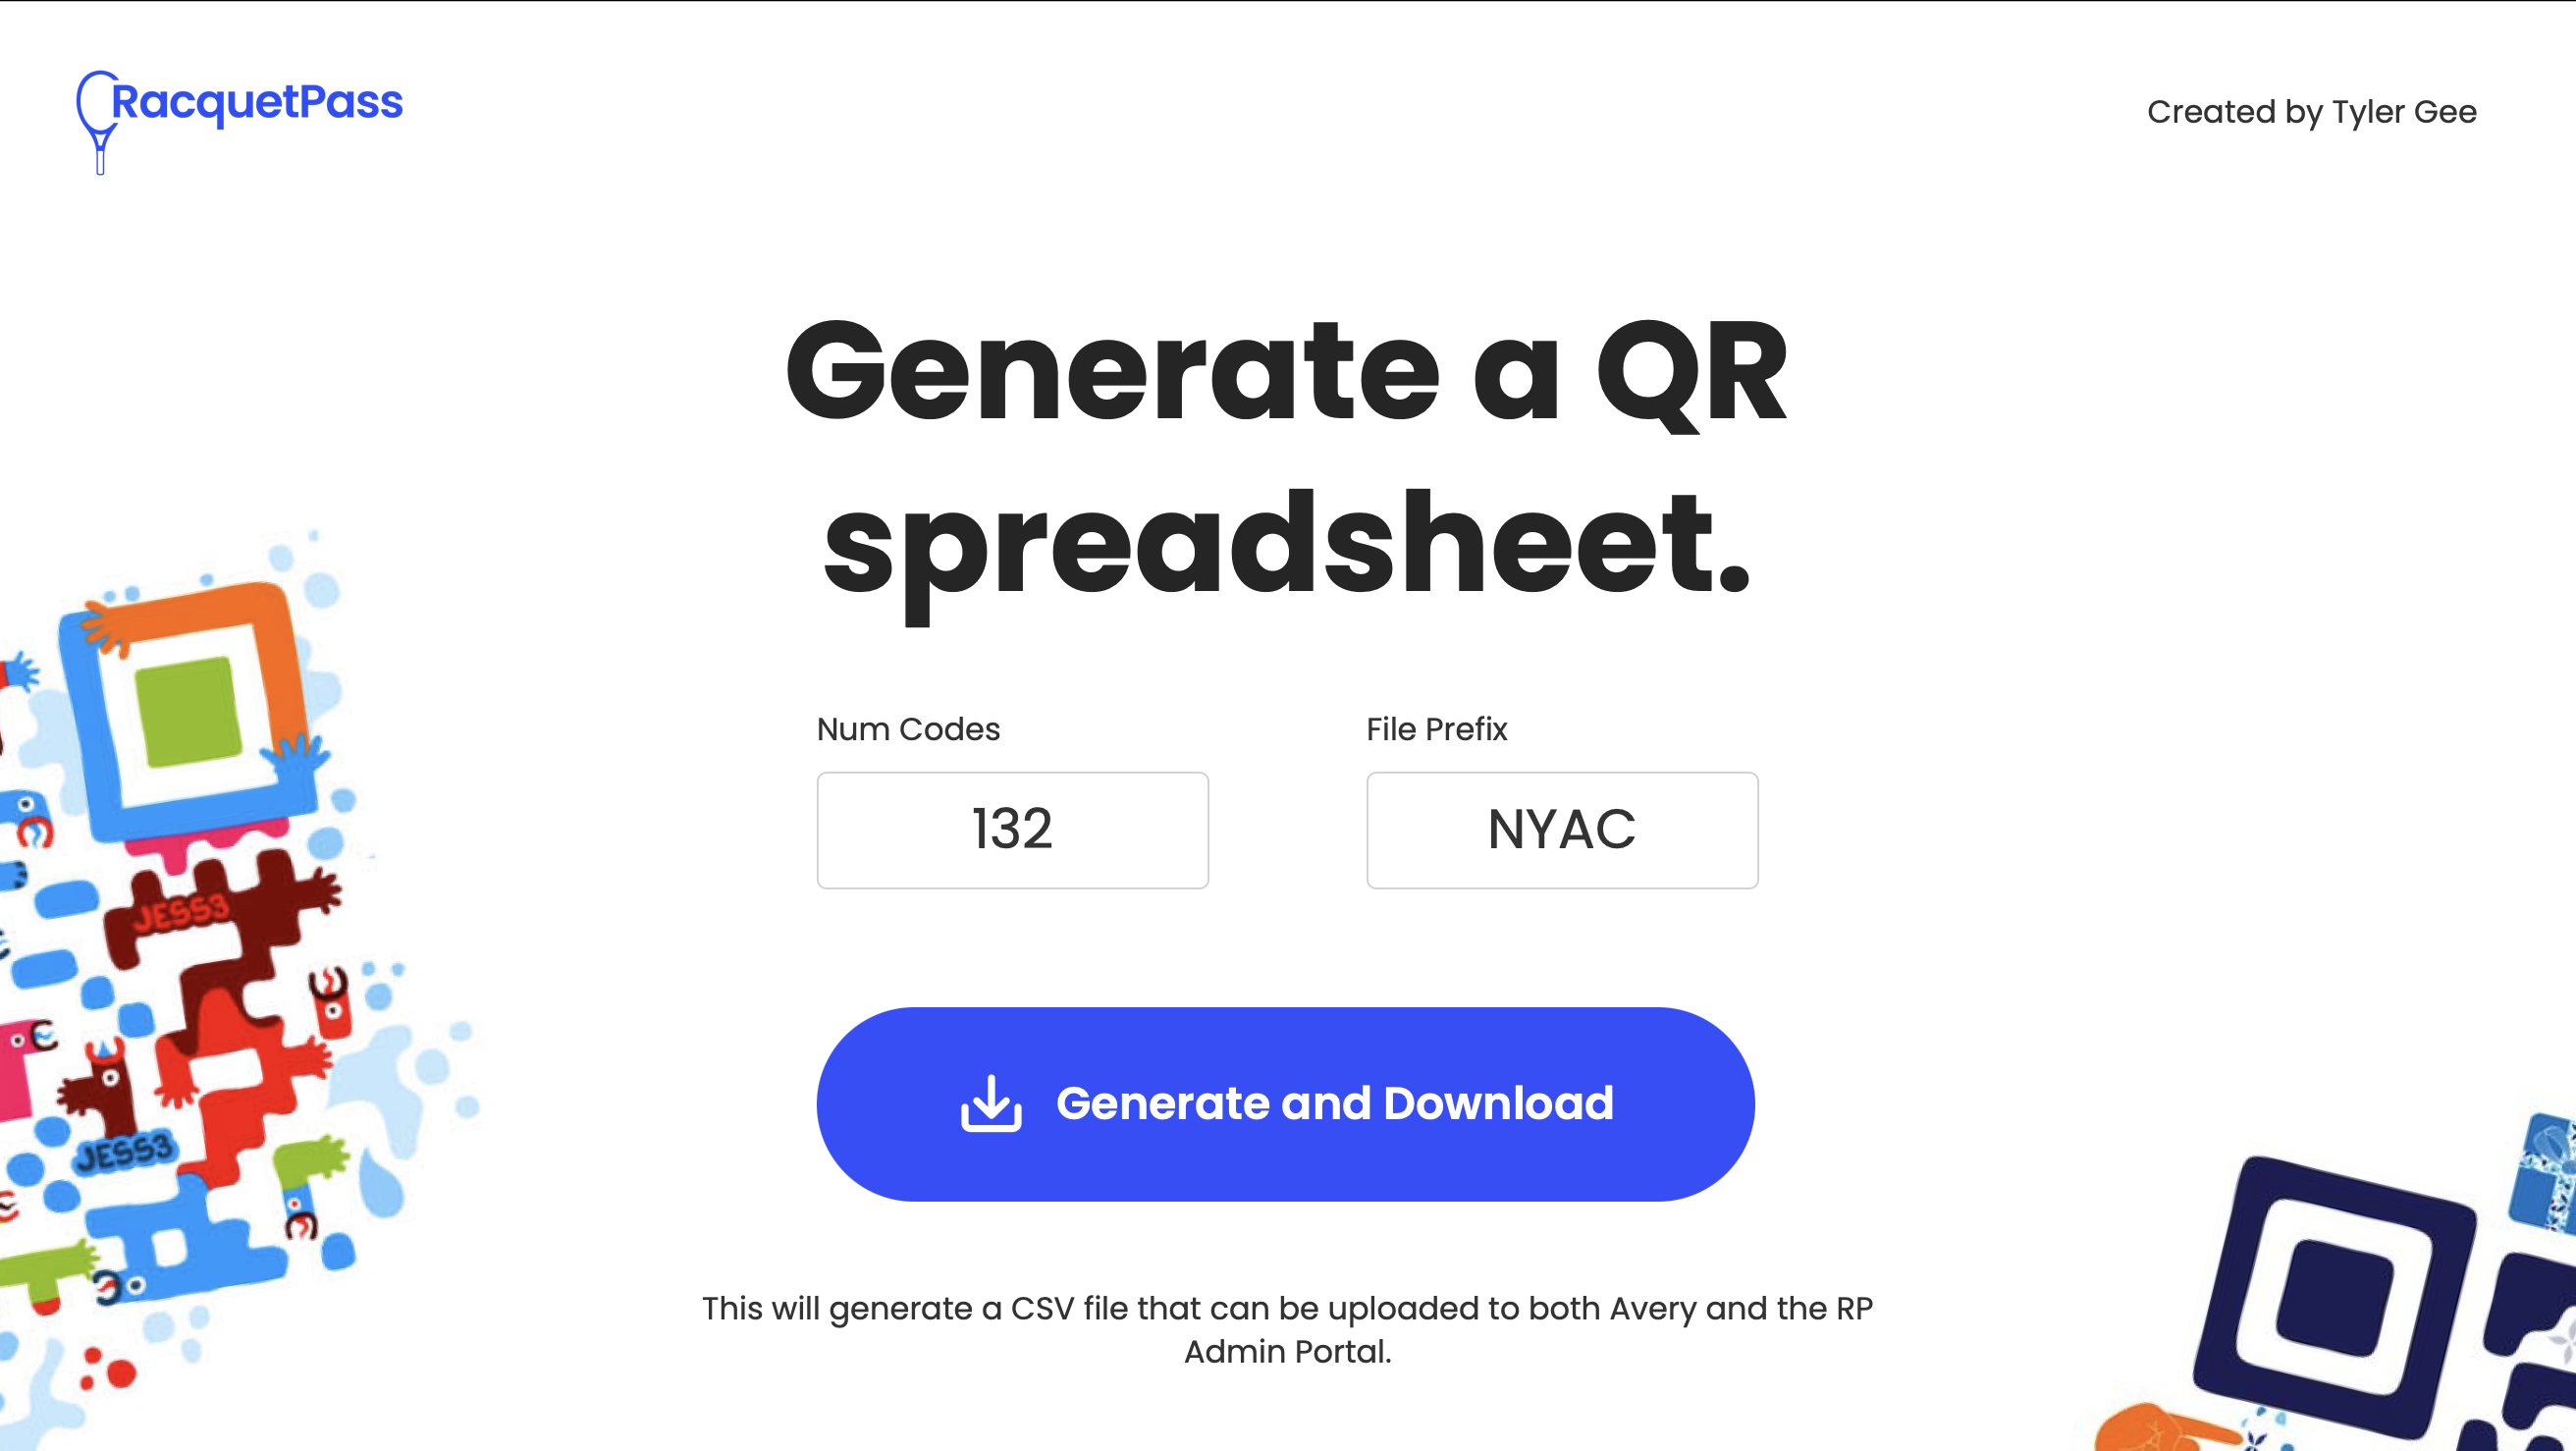 RacquetPass
Created by Tyler Gee
Generate a QR
spreadsheet.
Num Codes
File Prefix
132
NYAC
JESS3
Generate and Download
JESS3
This will generate a CSV file that can be uploaded to both Avery and the RP
Admin Portal.